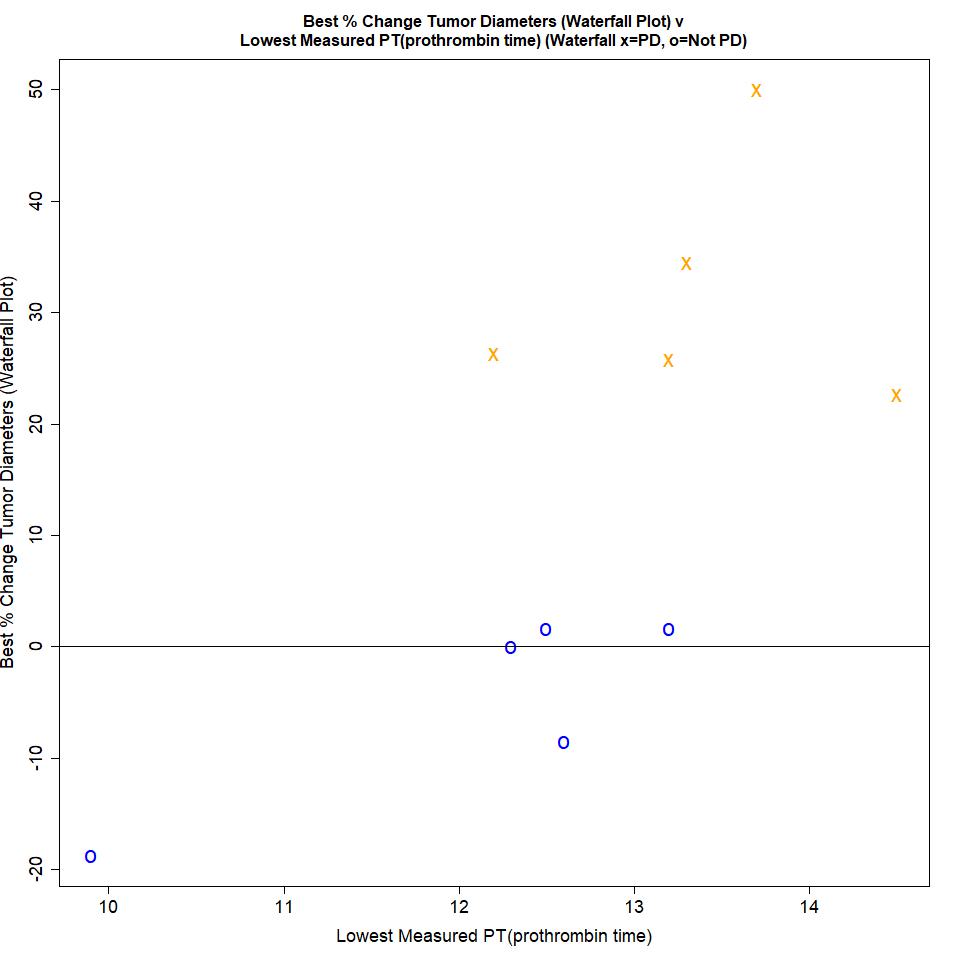 Best % Change Tumor Diameters (Waterfall Plot) v
Lowest Measured PT(prothrombin time) (Waterfall x=PD, o=Not PD)
Best % Change Tumor Diameters (Waterfall Plot)
50
40
30
20
10
0
-10
-20
X
X
X
X
X
O
O
O
O
O
10 11 12 13 14
Lowest Measured PT(prothrombin time)